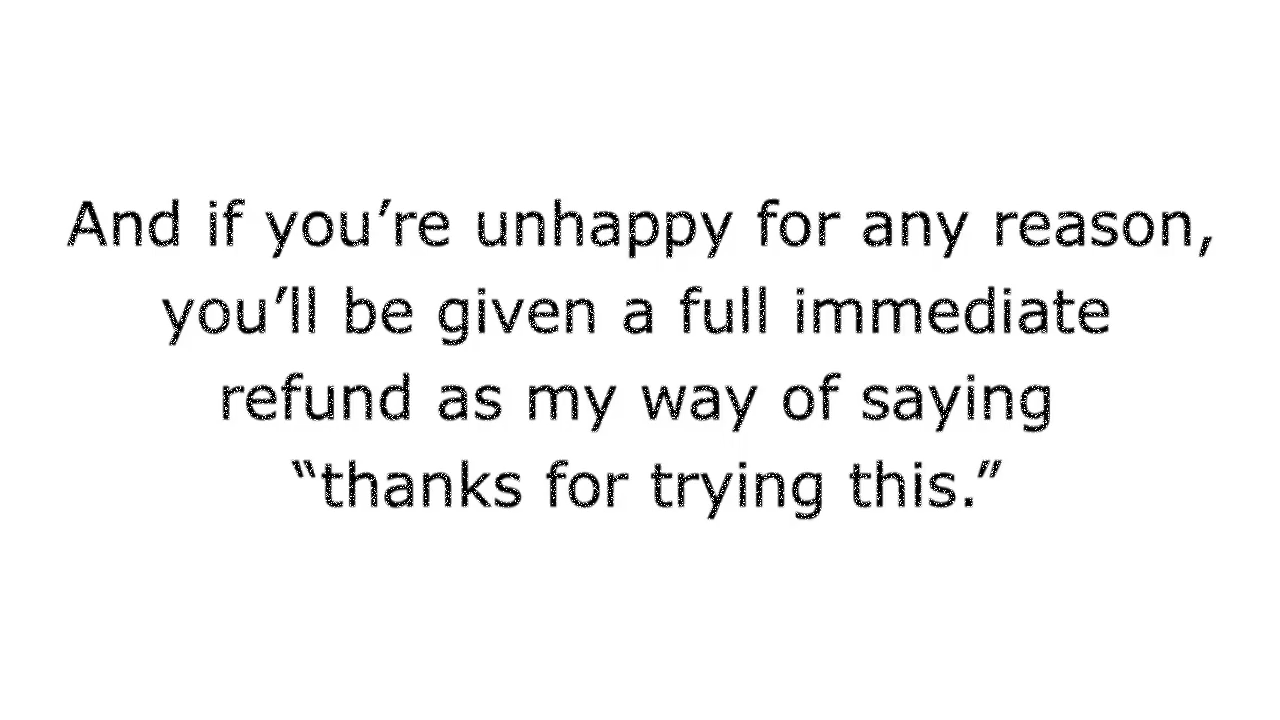 And if you’re unhappy for any reason,
you’ll be given a full immediate
refund as my way of saying
“thanks for trying this.”